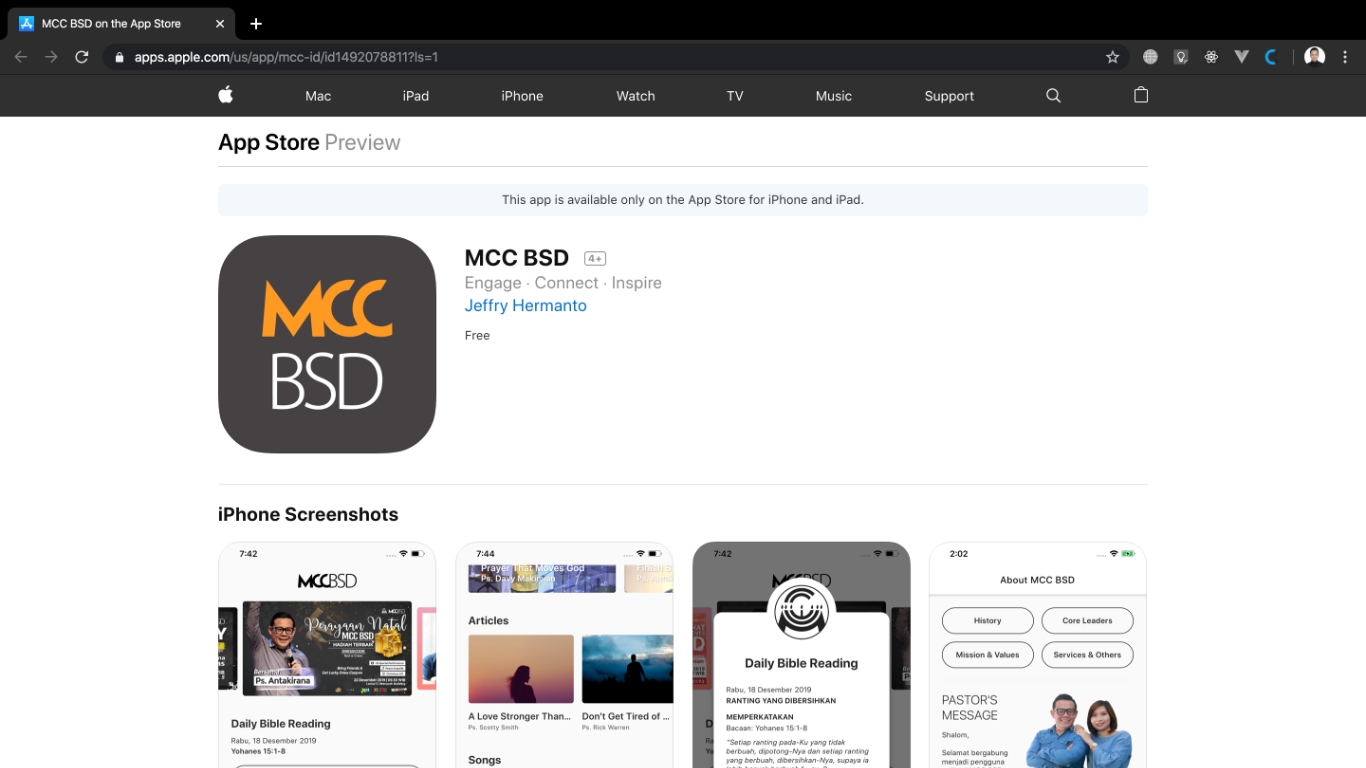 MCC BSD on the App Store
apps.apple.com/us/app/mcc-id/id1492078811?ls=1
Mac iPad iPhone Watch TV Music Support
App Store Preview
This app is available only on the App Store for iPhone and iPad.
MCC
BSD
MCC BSD 4+
Engage · Connect · Inspire
Jeffry Hermanto
Free
iPhone Screenshots
7:42
MCCBSD
MCCBSD
Perayaan Natal
MCC BSD
HADIAH TERBAIK
Bersama
Ps. Antakirana
Daily Bible Reading
Rabu, 18 Desember 2019
Yohanes 15:1-8
7:44
Prayer That Moves God
Ps. Davy Makimian
Articles
A Love Stronger Than...
Ps. Scotty Smith
Don't Get Tired of ...
Ps. Rick Warren
Songs
7:42
Daily Bible Reading
Rabu, 18 Desember 2019
RANTING YANG DIBERSIHKAN
MEMPERKATAKAN
Bacaan: Yohanes 15:1-8
"Setiap ranting pada-Ku yang tidak
berbuah, dipotong-Nya dan setiap ranting
yang berbuah, dibersihkan-Nya, supaya ia
2:02
About MCC BSD
History
Core Leaders
Mission & Values
Services & Others
PASTOR'S
MESSAGE
Shalom,
Selamat bergabung
menjadi pengguna